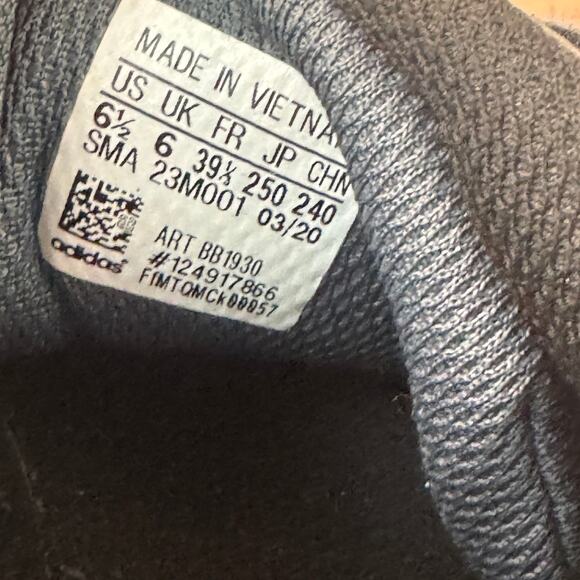 MADE IN VIETNA
US UK FR JP CHN
6½ 6 39⅓ 250 240
SMA 23M001 03/20
ART BB1930
#124917866
adidas